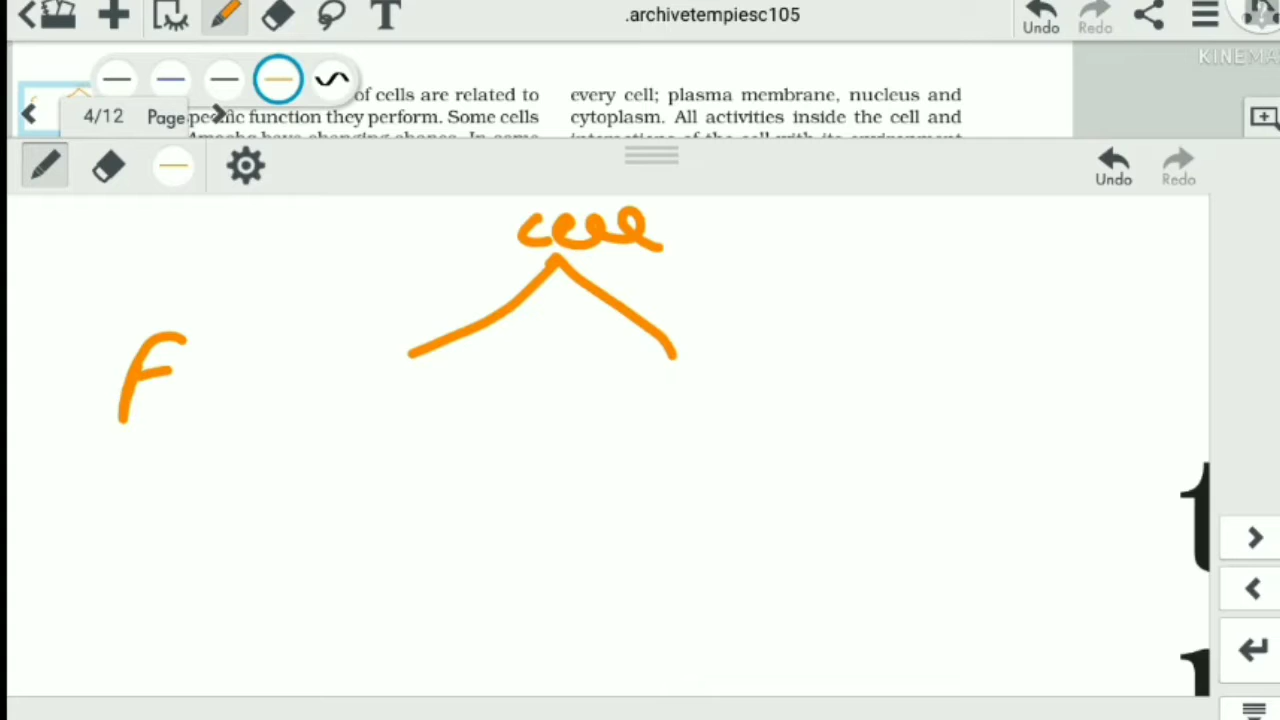 .archivetempiesc105
Undo
Redo
KINEMA
4/12 Page
of cells are related to
pecific function they perform. Some cells
every cell; plasma membrane, nucleus and
cytoplasm. All activities inside the cell and
Undo
Redo
cell
F